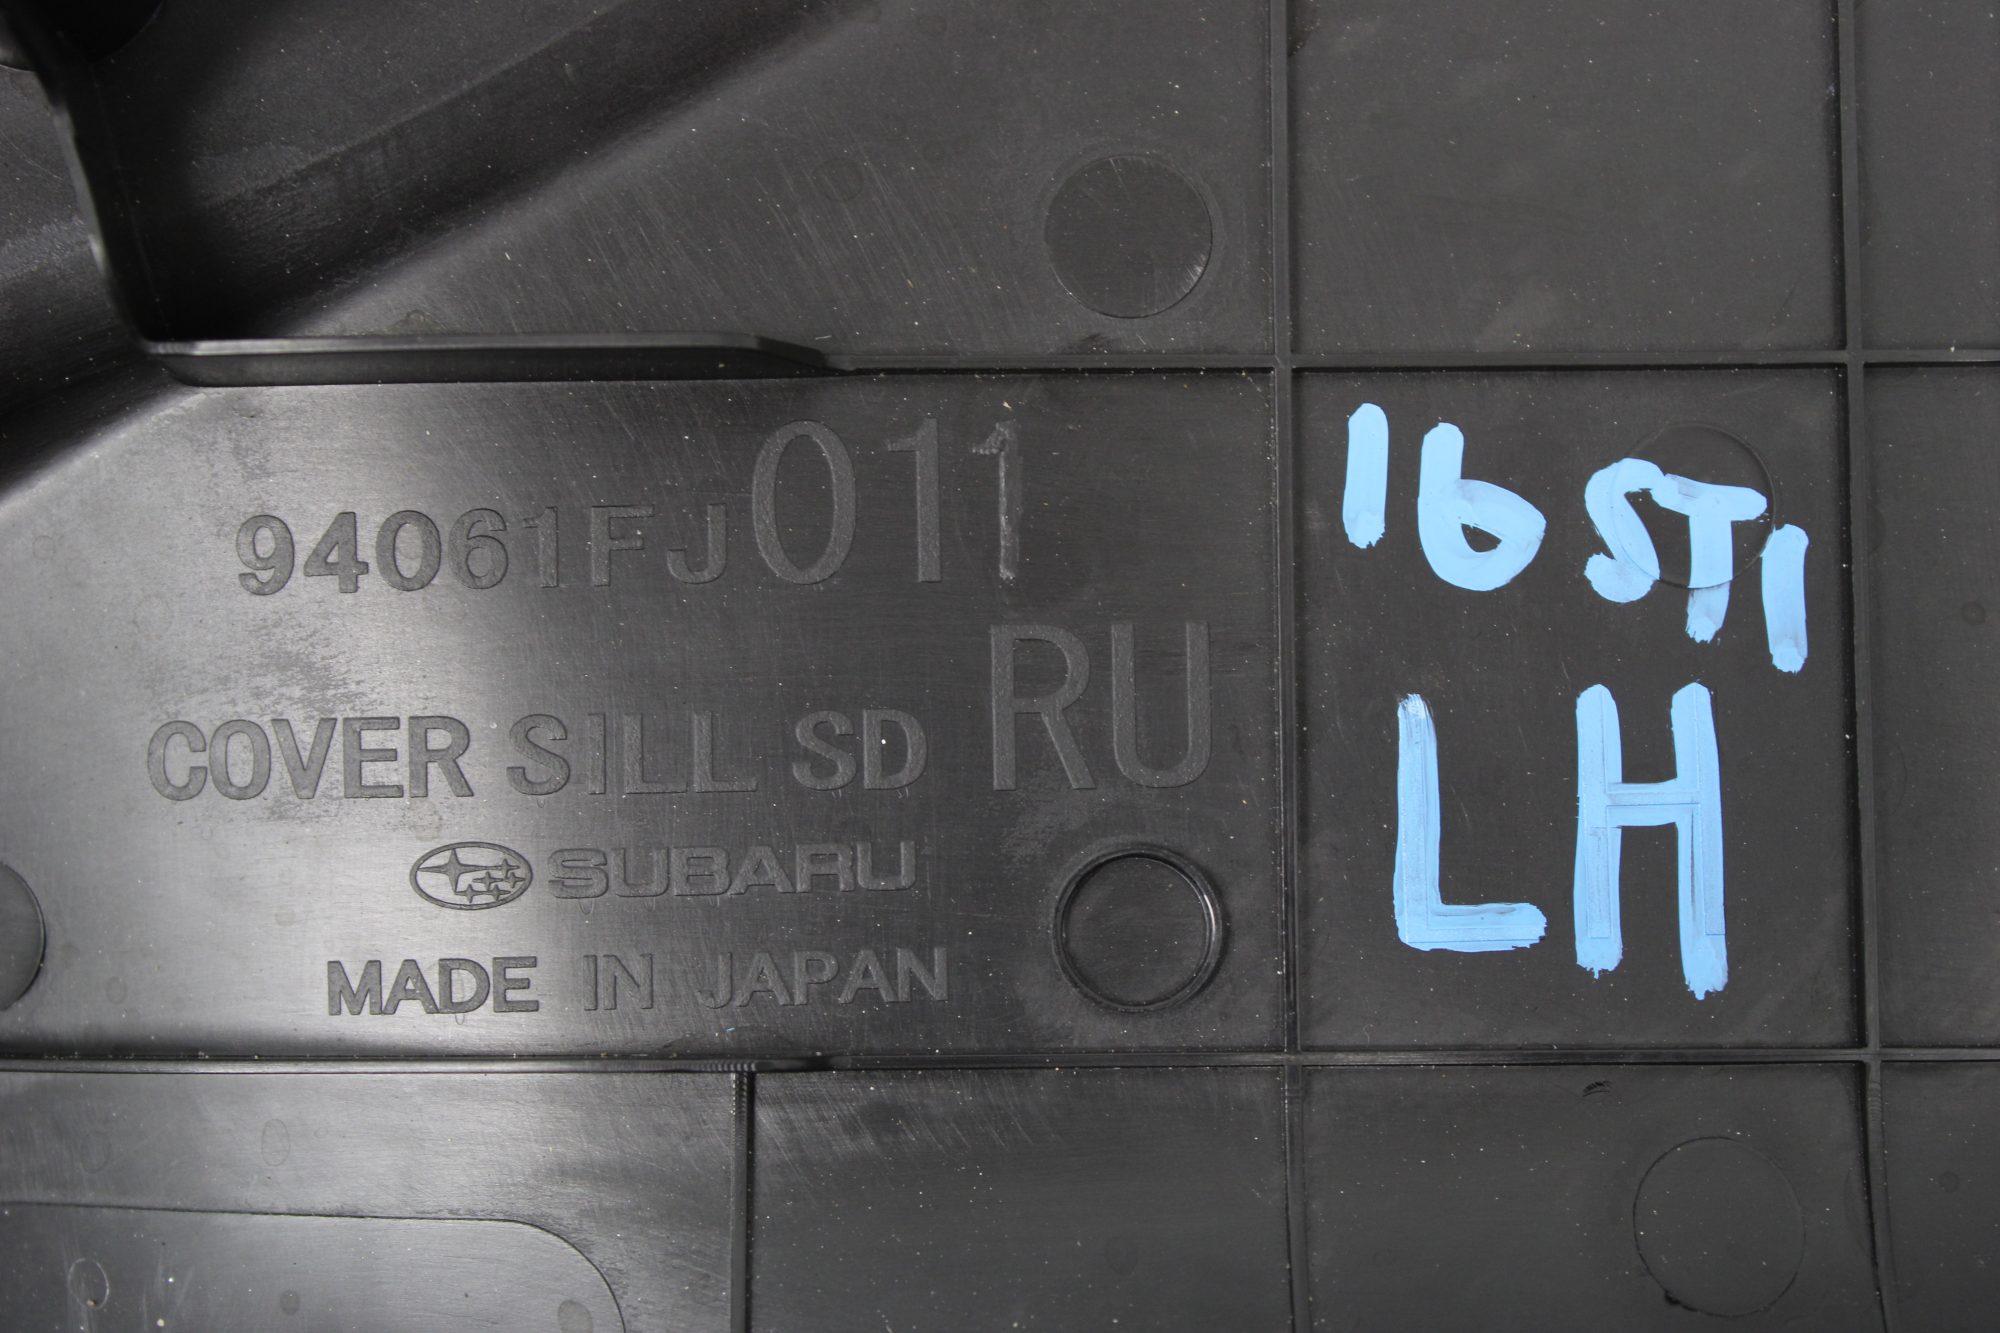 94061FJ011
COVER SILL SD RU
SUBARU
MADE IN JAPAN
16 STI
LH